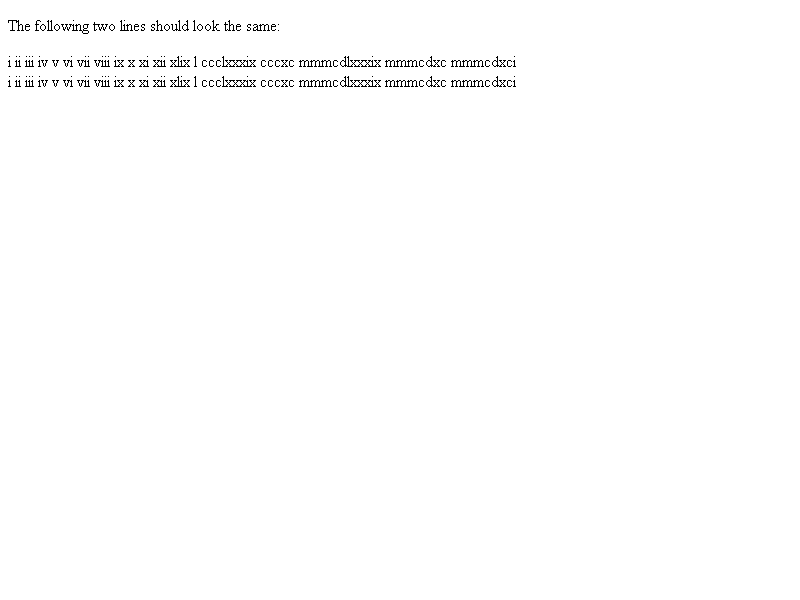 The following two lines should look the same:
i ii iii iv v vi vii viii ix x xi xii xlix l ccclxxxix cccxc mmmcdlxxxix mmmcdxc mmmcdxci
i ii iii iv v vi vii viii ix x xi xii xlix l ccclxxxix cccxc mmmcdlxxxix mmmcdxc mmmcdxci